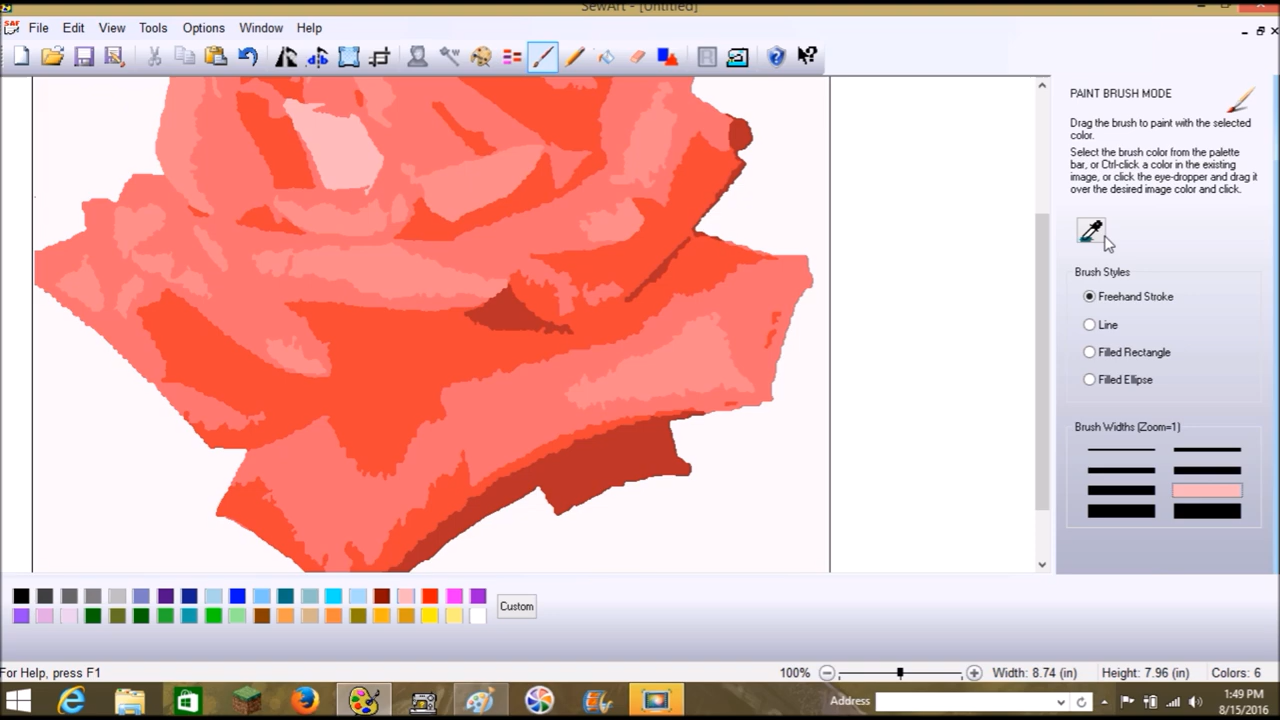 SewArt - [Untitled]
File Edit View Tools Options Window Help
PAINT BRUSH MODE
Drag the brush to paint with the selected
color.
Select the brush color from the palette
bar, or Ctrl-click a color in the existing
image, or click the eye-dropper and drag it
over the desired image color and click.
Brush Styles
Freehand Stroke
Line
Filled Rectangle
Filled Ellipse
Brush Widths (Zoom=1)
Custom
For Help, press F1
100%
Width: 8.74 (in)
Height: 7.96 (in)
Colors: 6
Address
1:49 PM
8/15/2016